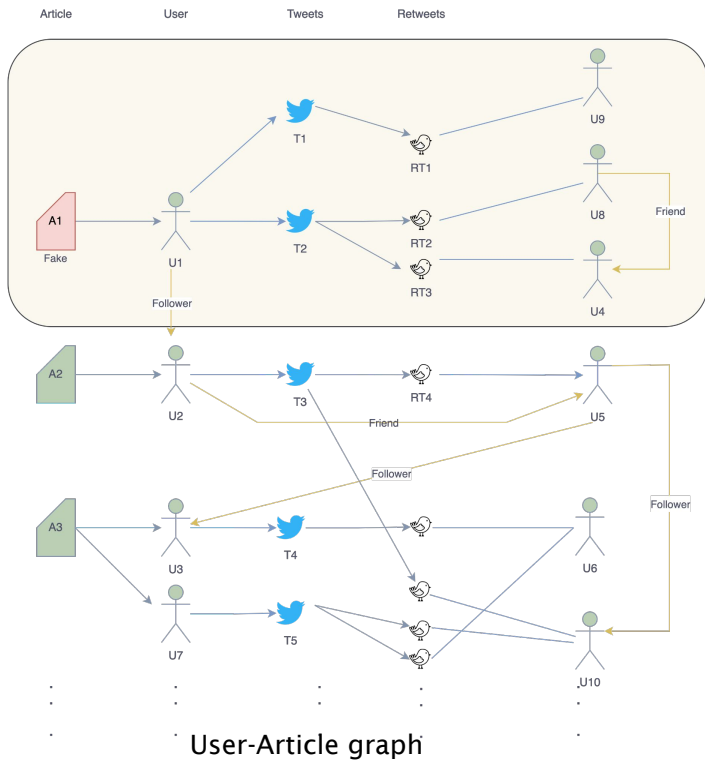 Article User Tweets Retweets
U9
T1
RT1
U8
Friend
A1
Fake
U1
T2
RT2
RT3
U4
Follower
A2
U2
T3
RT4
U5
Friend
Follower
Follower
A3
U3
T4
U6
U7
T5
U10
User-Article graph